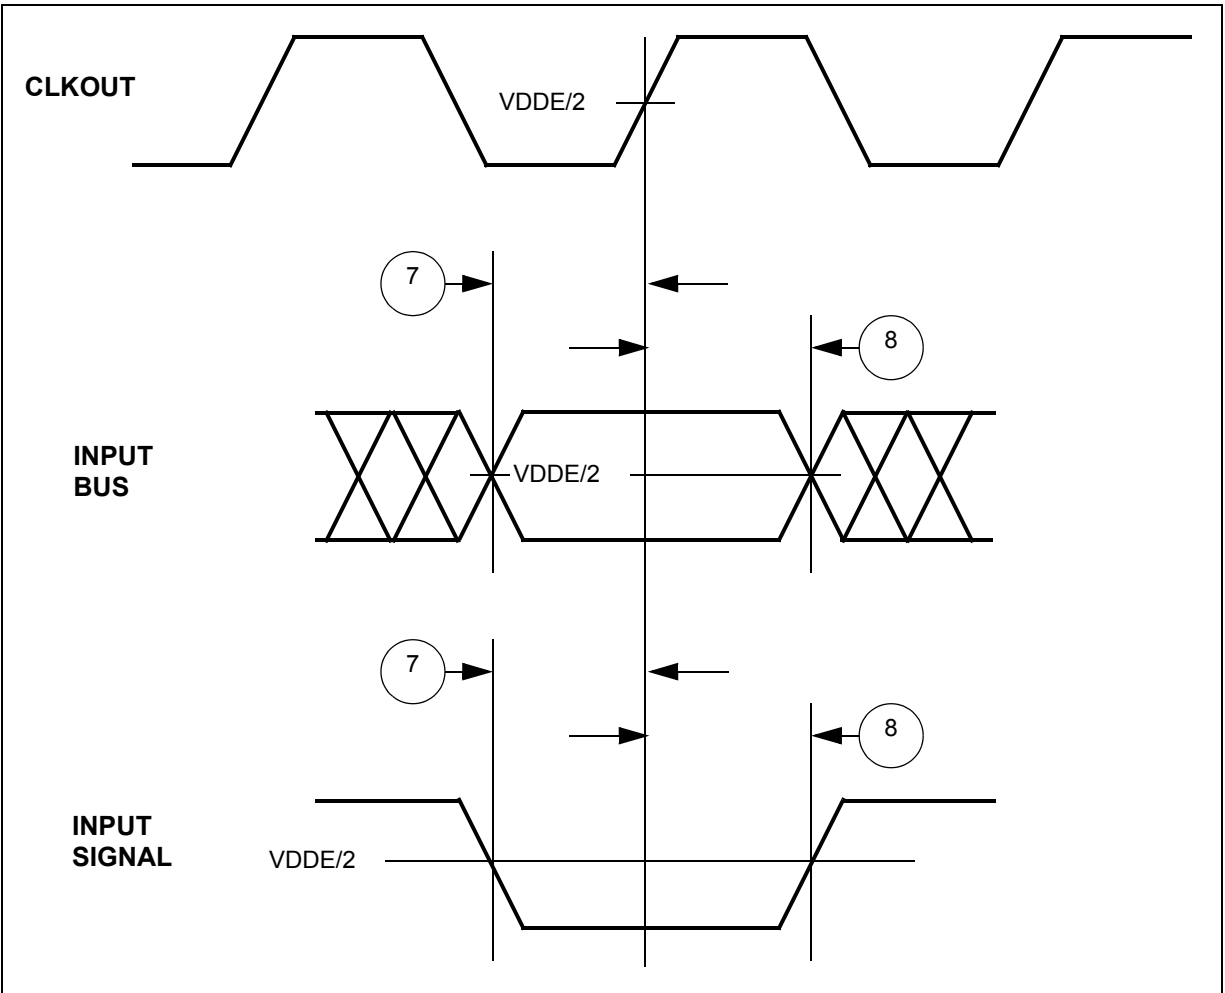 CLKOUT
VDDE/2
7
8
INPUT
BUS
VDDE/2
7
8
INPUT
SIGNAL
VDDE/2